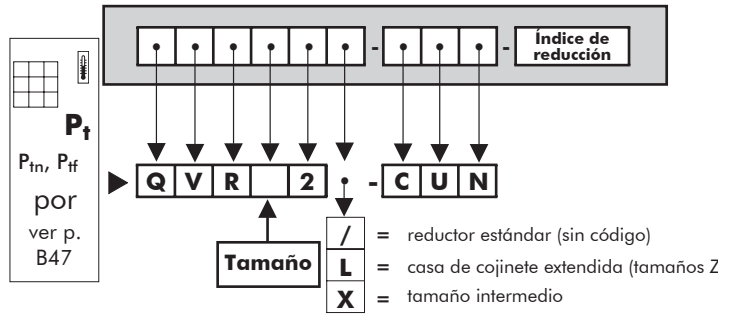 - - Índice de
reducción
Pt
Ptn, Ptf
por
ver p.
B47
Q V R 2 . - C U N
Tamaño
/ = reductor estándar (sin código)
L = casa de cojinete extendida (tamaños Z
X = tamaño intermedio